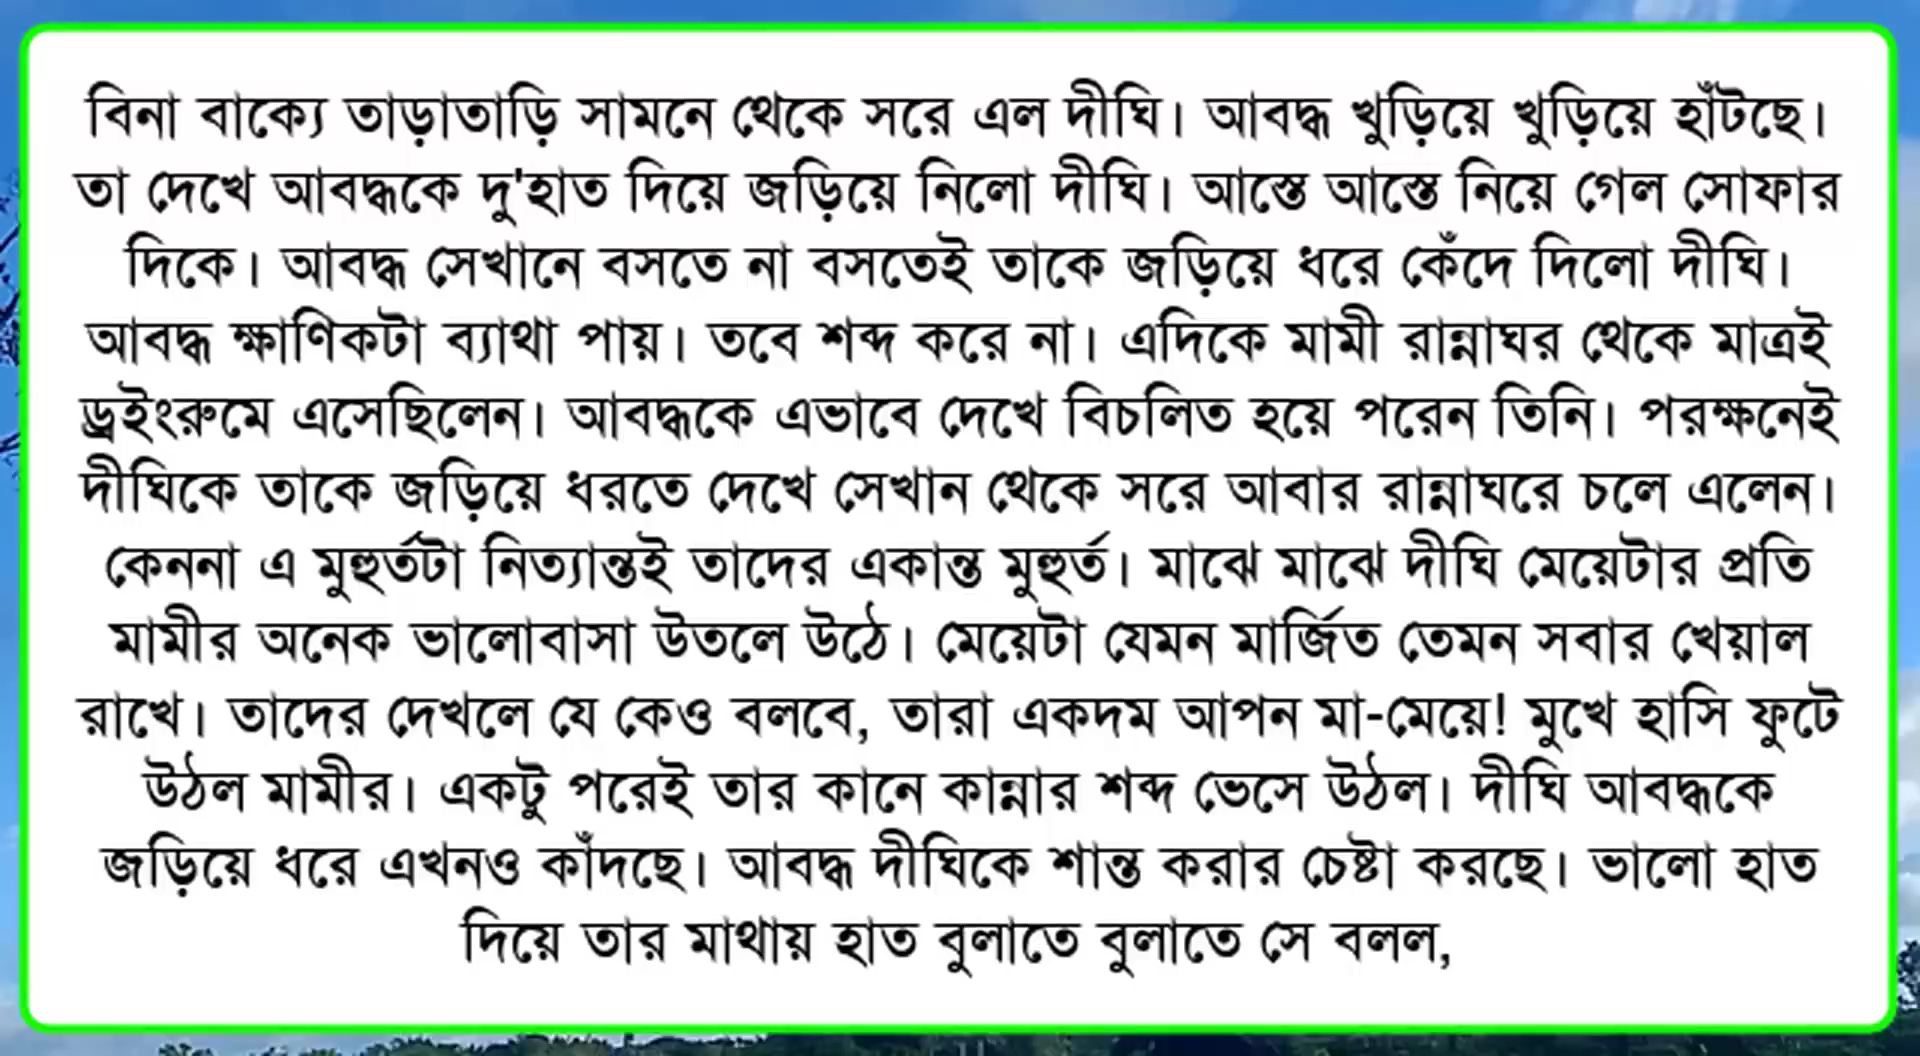 বিনা বাক্যে তাড়াতাড়ি সামনে থেকে সরে এল দীঘি। আবদ্ধ খুড়িয়ে খুড়িয়ে হাঁটছে।
তা দেখে আবদ্ধকে দু'হাত দিয়ে জড়িয়ে নিলো দীঘি। আস্তে আস্তে নিয়ে গেল সোফার
দিকে। আবদ্ধ সেখানে বসতে না বসতেই তাকে জড়িয়ে ধরে কেঁদে দিলো দীঘি।
আবদ্ধ ক্ষাণিকটা ব্যাথা পায়। তবে শব্দ করে না। এদিকে মামী রান্নাঘর থেকে মাত্রই
ড্রইংরুমে এসেছিলেন। আবদ্ধকে এভাবে দেখে বিচলিত হয়ে পরেন তিনি। পরক্ষনেই
দীঘিকে তাকে জড়িয়ে ধরতে দেখে সেখান থেকে সরে আবার রান্নাঘরে চলে এলেন।
কেননা এ মুহুর্তটা নিত্যান্তই তাদের একান্ত মুহুর্ত। মাঝে মাঝে দীঘি মেয়েটার প্রতি
মামীর অনেক ভালোবাসা উতলে উঠে। মেয়েটা যেমন মার্জিত তেমন সবার খেয়াল
রাখে। তাদের দেখলে যে কেও বলবে, তারা একদম আপন মা-মেয়ে! মুখে হাসি ফুটে
উঠল মামীর। একটু পরেই তার কানে কান্নার শব্দ ভেসে উঠল। দীঘি আবদ্ধকে
জড়িয়ে ধরে এখনও কাঁদছে। আবদ্ধ দীঘিকে শান্ত করার চেষ্টা করছে। ভালো হাত
দিয়ে তার মাথায় হাত বুলাতে বুলাতে সে বলল,